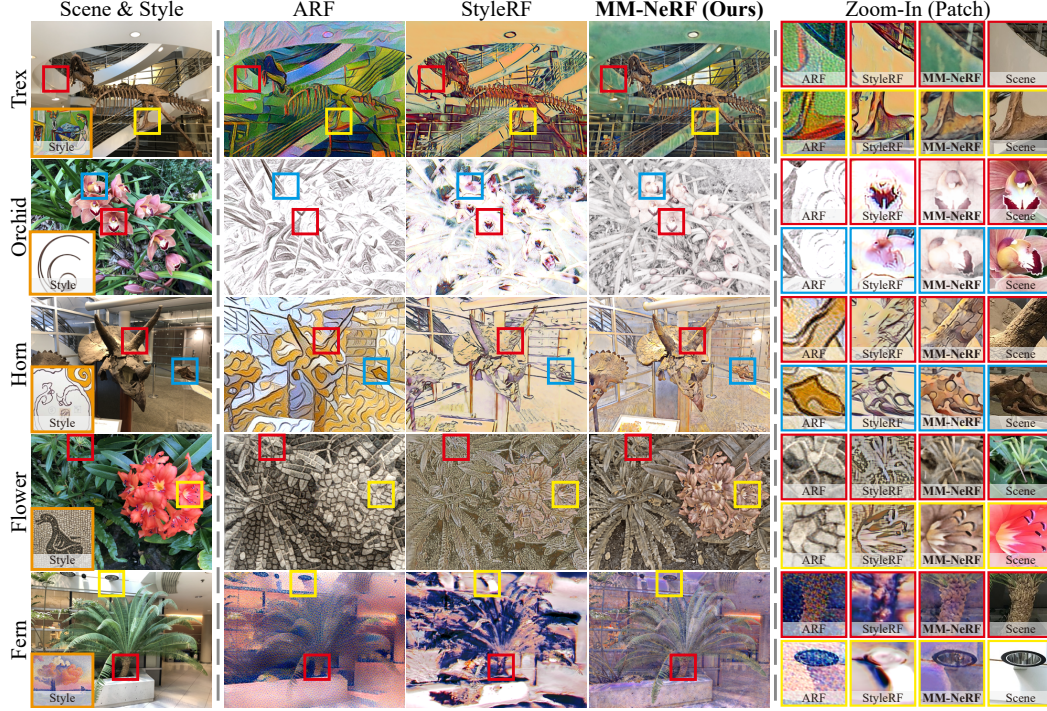 Scene & Style ARF StyleRF MM-NeRF (Ours) Zoom-In (Patch)
Trex
Style
ARF StyleRF MM-NeRF Scene
ARF StyleRF MM-NeRF Scene
Orchid
Style
ARF StyleRF MM-NeRF Scene
ARF StyleRF MM-NeRF Scene
Horn
Style
ARF StyleRF MM-NeRF Scene
ARF StyleRF MM-NeRF Scene
Flower
Style
ARF StyleRF MM-NeRF Scene
ARF StyleRF MM-NeRF Scene
Fern
Style
ARF StyleRF MM-NeRF Scene
ARF StyleRF MM-NeRF Scene